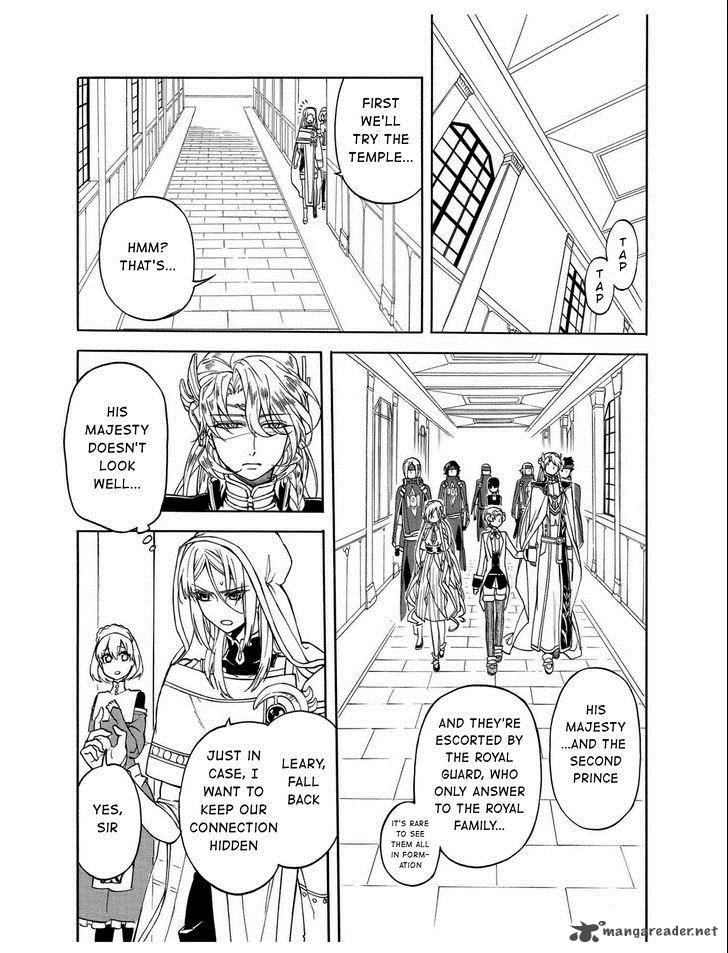 TAP
TAP
FIRST
WE'LL
TRY THE
TEMPLE...
HMM?
THAT'S...
HIS
MAJESTY
...AND THE
SECOND
PRINCE
AND THEY'RE
ESCORTED BY
THE ROYAL
GUARD, WHO
ONLY ANSWER
TO THE ROYAL
FAMILY...
IT'S RARE
TO SEE
THEM ALL
IN FORM-
ATION
HIS
MAJESTY
DOESN'T
LOOK
WELL...
LEARY,
FALL
BACK
JUST IN
CASE, I
WANT TO
KEEP OUR
CONNECTION
HIDDEN
YES,
SIR
mangareader.net